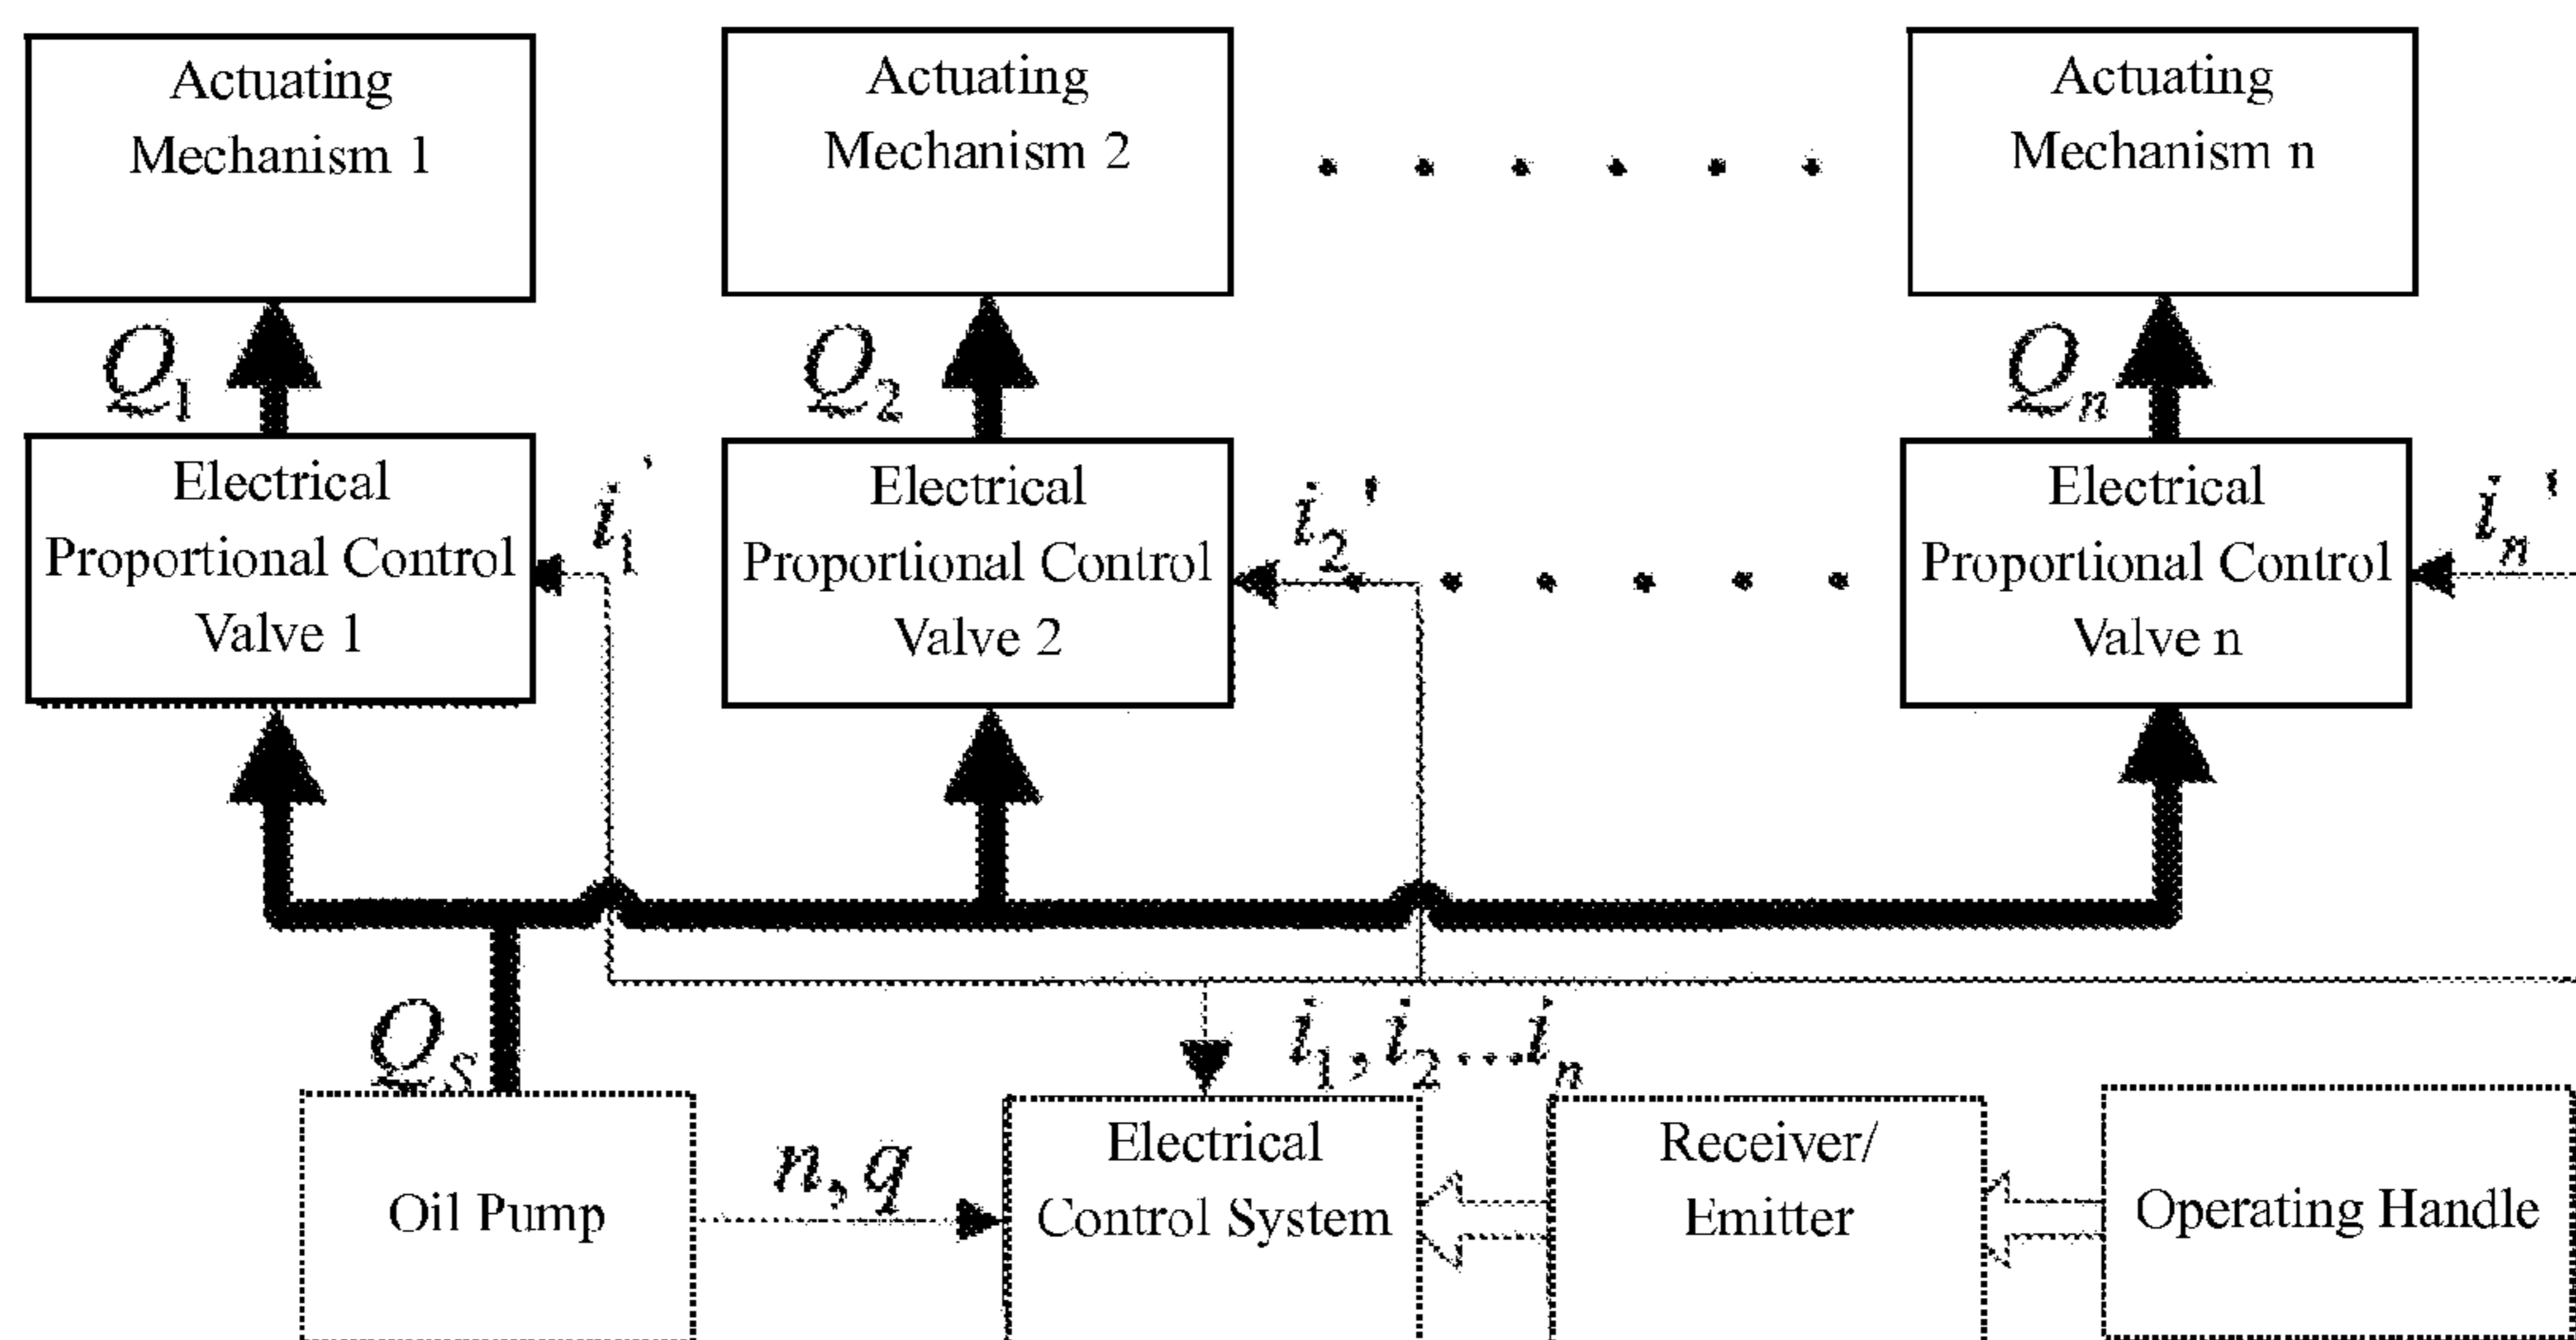 Actuating
Mechanism 1
Actuating
Mechanism 2
Actuating
Mechanism n
Q1
Q2
Qn
Electrical
Proportional Control
Valve 1
i1'
Electrical
Proportional Control
Valve 2
i2'
Electrical
Proportional Control
Valve n
in'
Qs
i1, i2...in
Oil Pump
n, q
Electrical
Control System
Receiver/
Emitter
Operating Handle